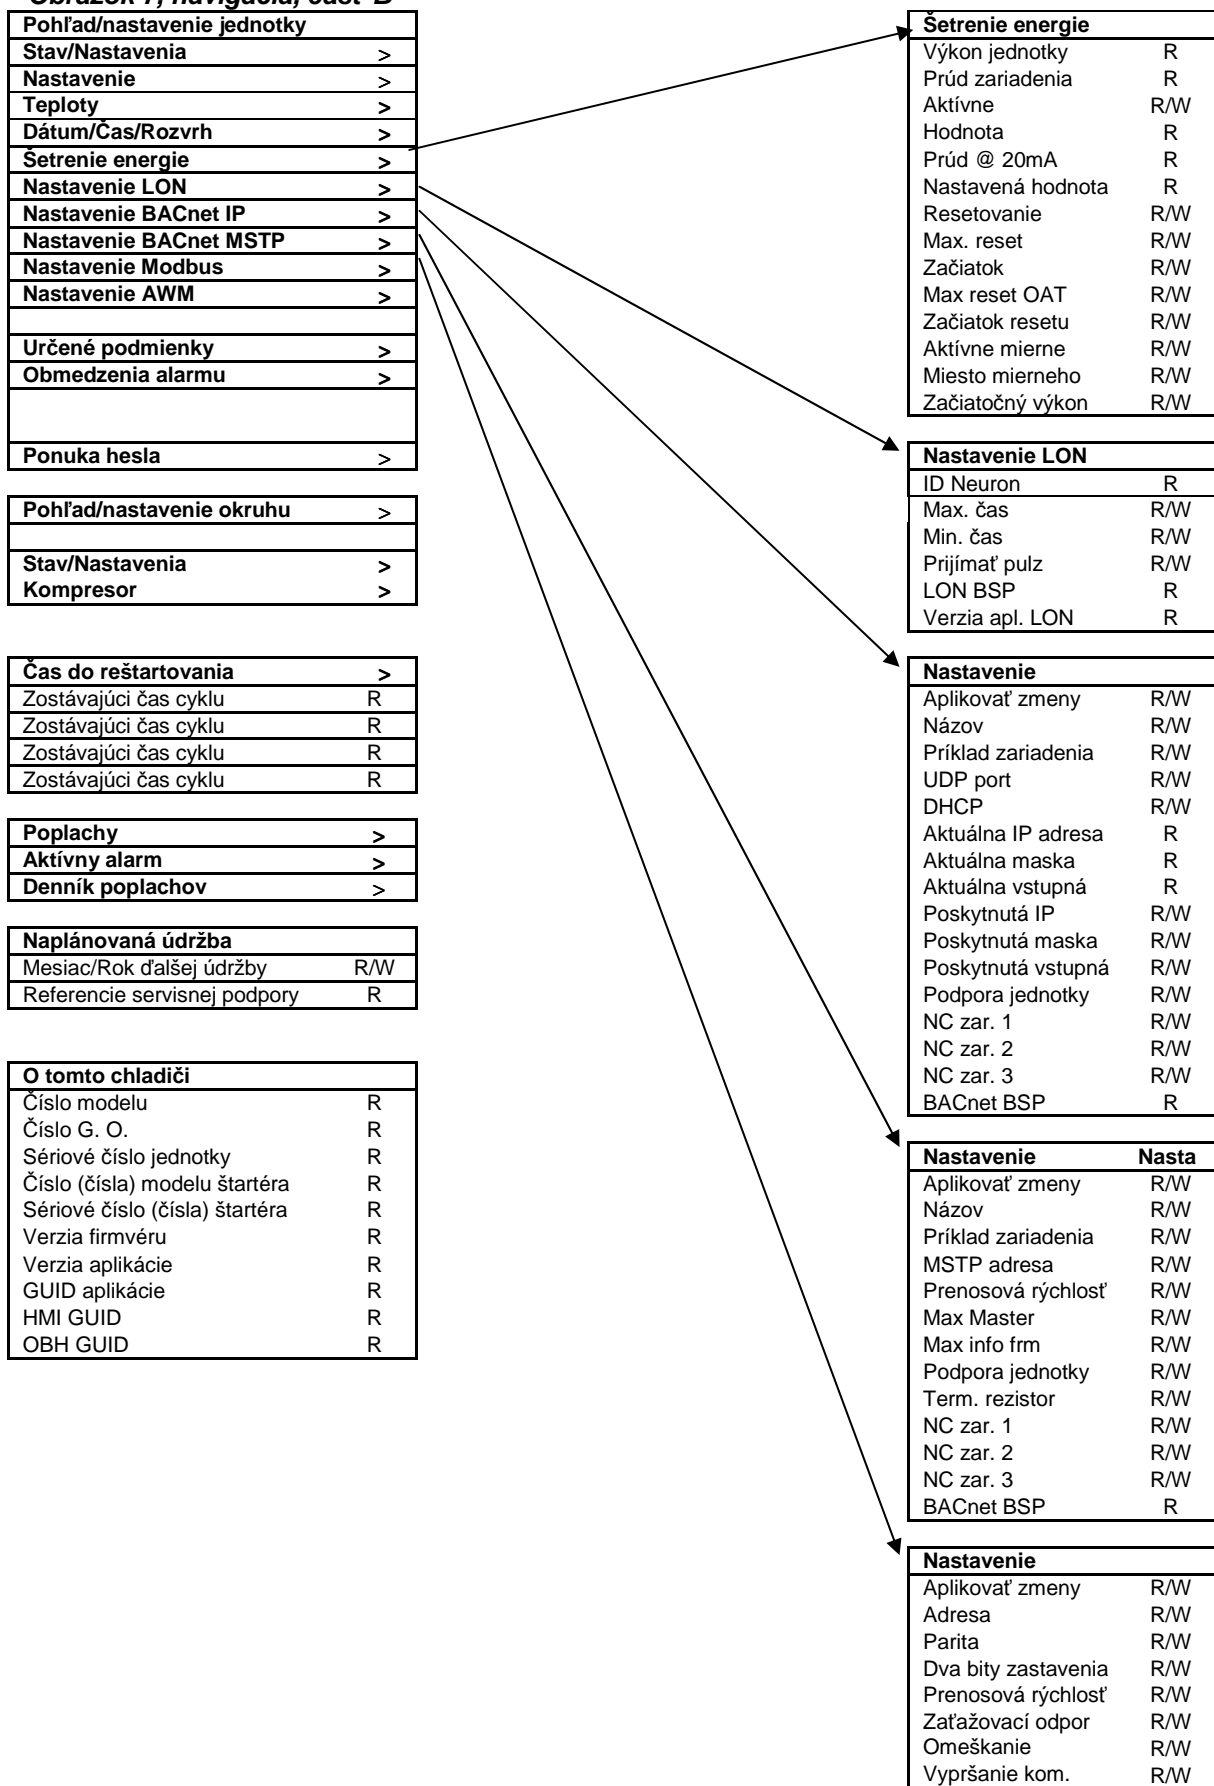 Obrázok 7, navigácia, časť B
Pohľad/nastavenie jednotky
Stav/Nastavenia >
Nastavenie >
Teploty >
Dátum/Čas/Rozvrh >
Šetrenie energie >
Nastavenie LON >
Nastavenie BACnet IP >
Nastavenie BACnet MSTP >
Nastavenie Modbus >
Nastavenie AWM >
Určené podmienky >
Obmedzenia alarmu >
Ponuka hesla >
Pohľad/nastavenie okruhu >
Stav/Nastavenia >
Kompresor >
Čas do reštartovania >
Zostávajúci čas cyklu R
Zostávajúci čas cyklu R
Zostávajúci čas cyklu R
Zostávajúci čas cyklu R
Poplachy >
Aktívny alarm >
Denník poplachov >
Naplánovaná údržba
Mesiac/Rok ďalšej údržby R/W
Referencie servisnej podpory R
O tomto chladiči
Číslo modelu R
Číslo G. O. R
Sériové číslo jednotky R
Číslo (čísla) modelu štartéra R
Sériové číslo (čísla) štartéra R
Verzia firmvéru R
Verzia aplikácie R
GUID aplikácie R
HMI GUID R
OBH GUID R
Šetrenie energie
Výkon jednotky R
Prúd zariadenia R
Aktívne R/W
Hodnota R
Prúd @ 20mA R
Nastavená hodnota R
Resetovanie R/W
Max. reset R/W
Začiatok R/W
Max reset OAT R/W
Začiatok resetu R/W
Aktívne mierne R/W
Miesto mierneho R/W
Začiatočný výkon R/W
Nastavenie LON
ID Neuron R
Max. čas R/W
Min. čas R/W
Prijímať pulz R/W
LON BSP R
Verzia apl. LON R
Nastavenie
Aplikovať zmeny R/W
Názov R/W
Príklad zariadenia R/W
UDP port R/W
DHCP R/W
Aktuálna IP adresa R
Aktuálna maska R
Aktuálna vstupná R
Poskytnutá IP R/W
Poskytnutá maska R/W
Poskytnutá vstupná R/W
Podpora jednotky R/W
NC zar. 1 R/W
NC zar. 2 R/W
NC zar. 3 R/W
BACnet BSP R
Nastavenie Nasta
Aplikovať zmeny R/W
Názov R/W
Príklad zariadenia R/W
MSTP adresa R/W
Prenosová rýchlosť R/W
Max Master R/W
Max info frm R/W
Podpora jednotky R/W
Term. rezistor R/W
NC zar. 1 R/W
NC zar. 2 R/W
NC zar. 3 R/W
BACnet BSP R
Nastavenie
Aplikovať zmeny R/W
Adresa R/W
Parita R/W
Dva bity zastavenia R/W
Prenosová rýchlosť R/W
Zaťažovací odpor R/W
Omeškanie R/W
Vypršanie kom. R/W